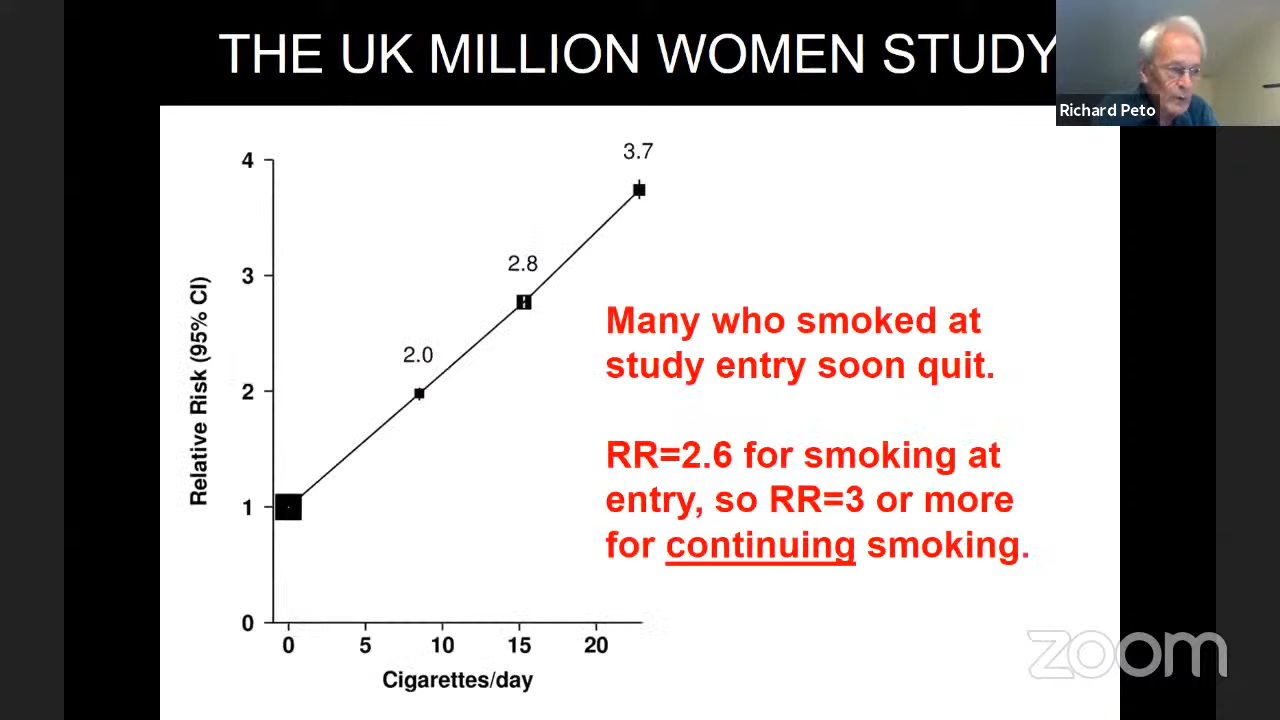 THE UK MILLION WOMEN STUDY
Richard Peto
4
3
2
1
0
Relative Risk (95% CI)
3.7
2.8
2.0
0 5 10 15 20
Cigarettes/day
Many who smoked at
study entry soon quit.
RR=2.6 for smoking at
entry, so RR=3 or more
for continuing smoking.
zoom